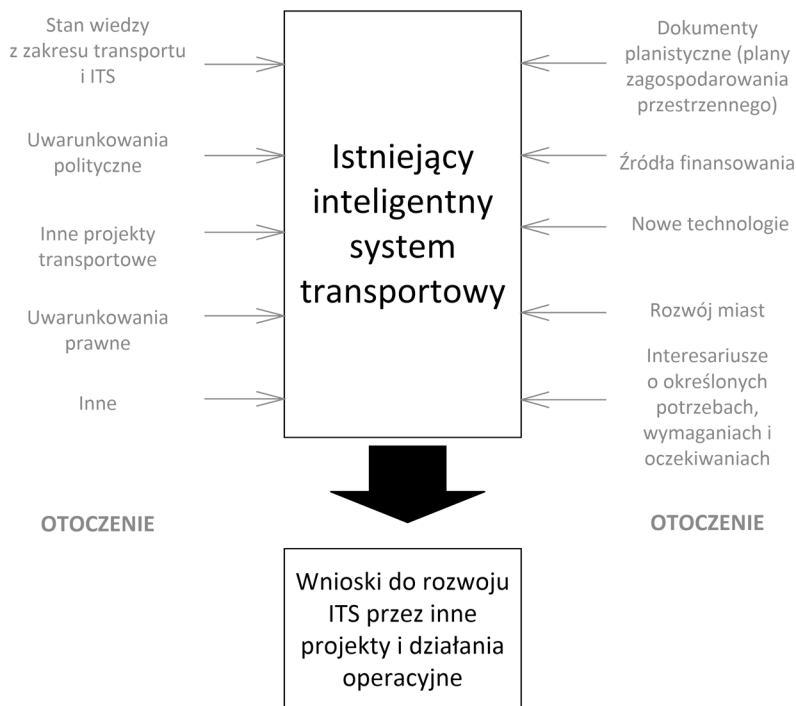 Stan wiedzy
z zakresu transportu
i ITS
Uwarunkowania
polityczne
Inne projekty
transportowe
Uwarunkowania
prawne
Inne
OTOCZENIE
Istniejący
inteligentny
system
transportowy
Dokumenty
planistyczne (plany
zagospodarowania
przestrzennego)
Źródła finansowania
Nowe technologie
Rozwój miast
Interesariusze
o określonych
potrzebach,
wymaganiach i
oczekiwaniach
OTOCZENIE
Wnioski do rozwoju
ITS przez inne
projekty i działania
operacyjne